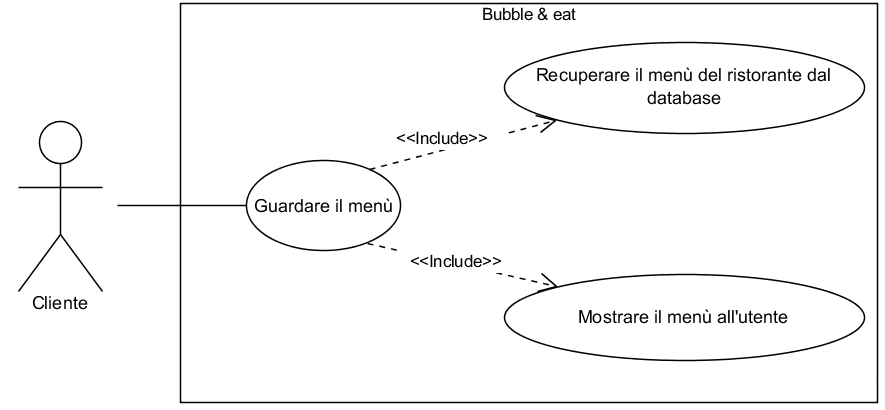 Bubble & eat
Recuperare il menù del ristorante dal
database
<<Include>>
Guardare il menù
<<Include>>
Cliente
Mostrare il menù all'utente